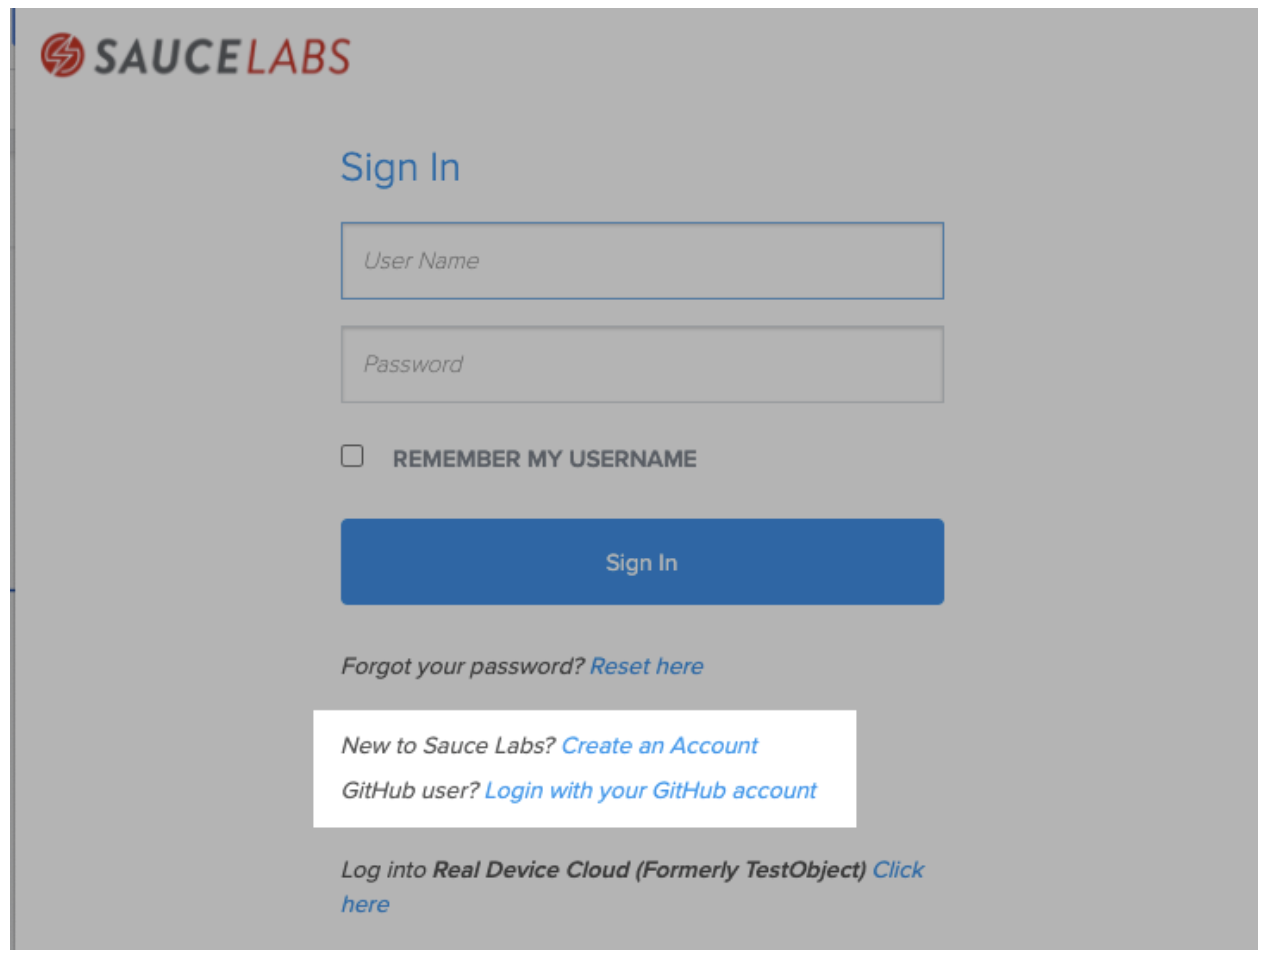 SAUCELABS
Sign In
User Name
Password
REMEMBER MY USERNAME
Sign In
Forgot your password? Reset here
New to Sauce Labs? Create an Account
GitHub user? Login with your GitHub account
Log into Real Device Cloud (Formerly TestObject) Click
here